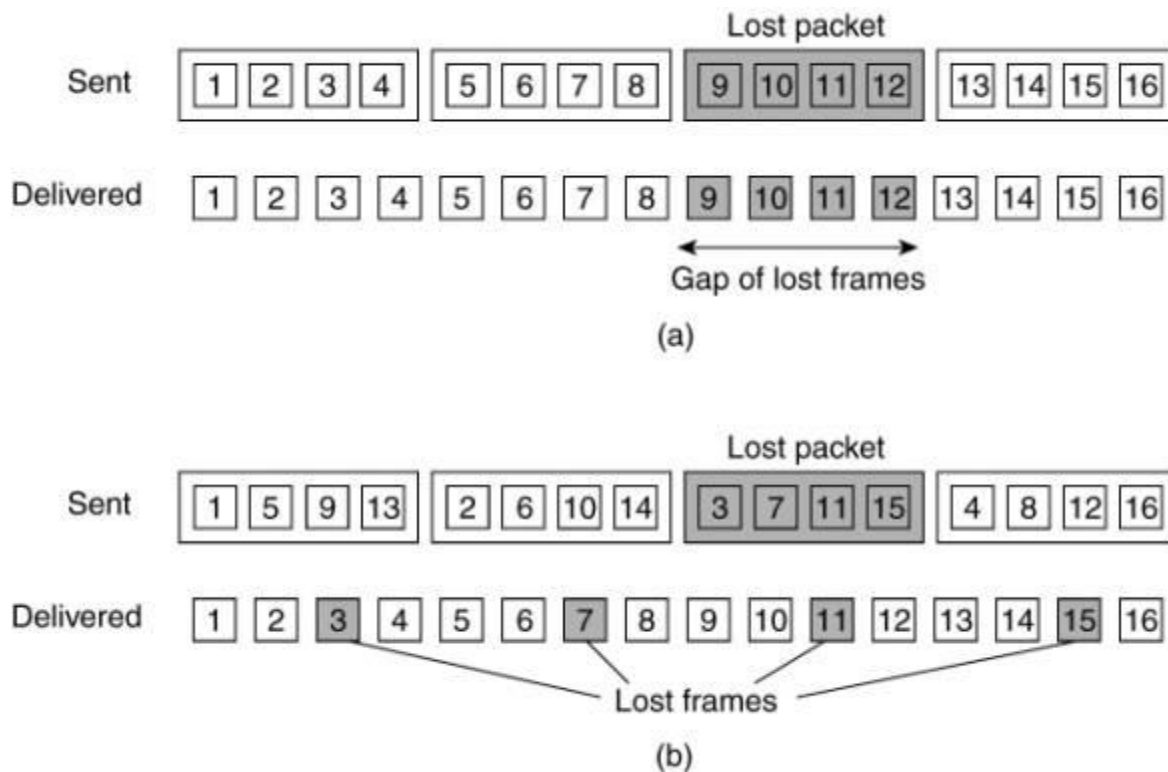 Lost packet
Sent 1 2 3 4 5 6 7 8 9 10 11 12 13 14 15 16
Delivered 1 2 3 4 5 6 7 8 9 10 11 12 13 14 15 16
Gap of lost frames
(a)
Lost packet
Sent 1 5 9 13 2 6 10 14 3 7 11 15 4 8 12 16
Delivered 1 2 3 4 5 6 7 8 9 10 11 12 13 14 15 16
Lost frames
(b)